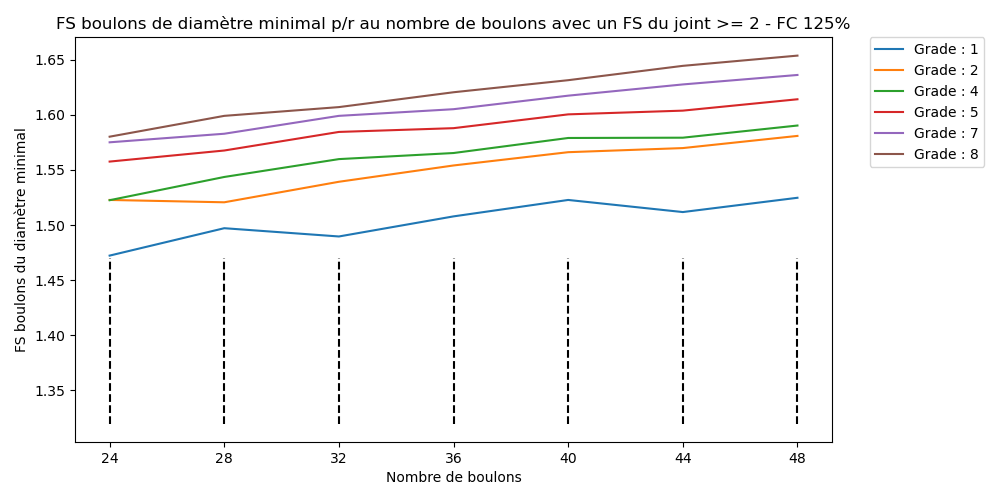 FS boulons de diamètre minimal p/r au nombre de boulons avec un FS du joint >= 2 - FC 125%
FS boulons du diamètre minimal
1.65
1.60
1.55
1.50
1.45
1.40
1.35
24 28 32 36 40 44 48
Nombre de boulons
Grade : 1
Grade : 2
Grade : 4
Grade : 5
Grade : 7
Grade : 8